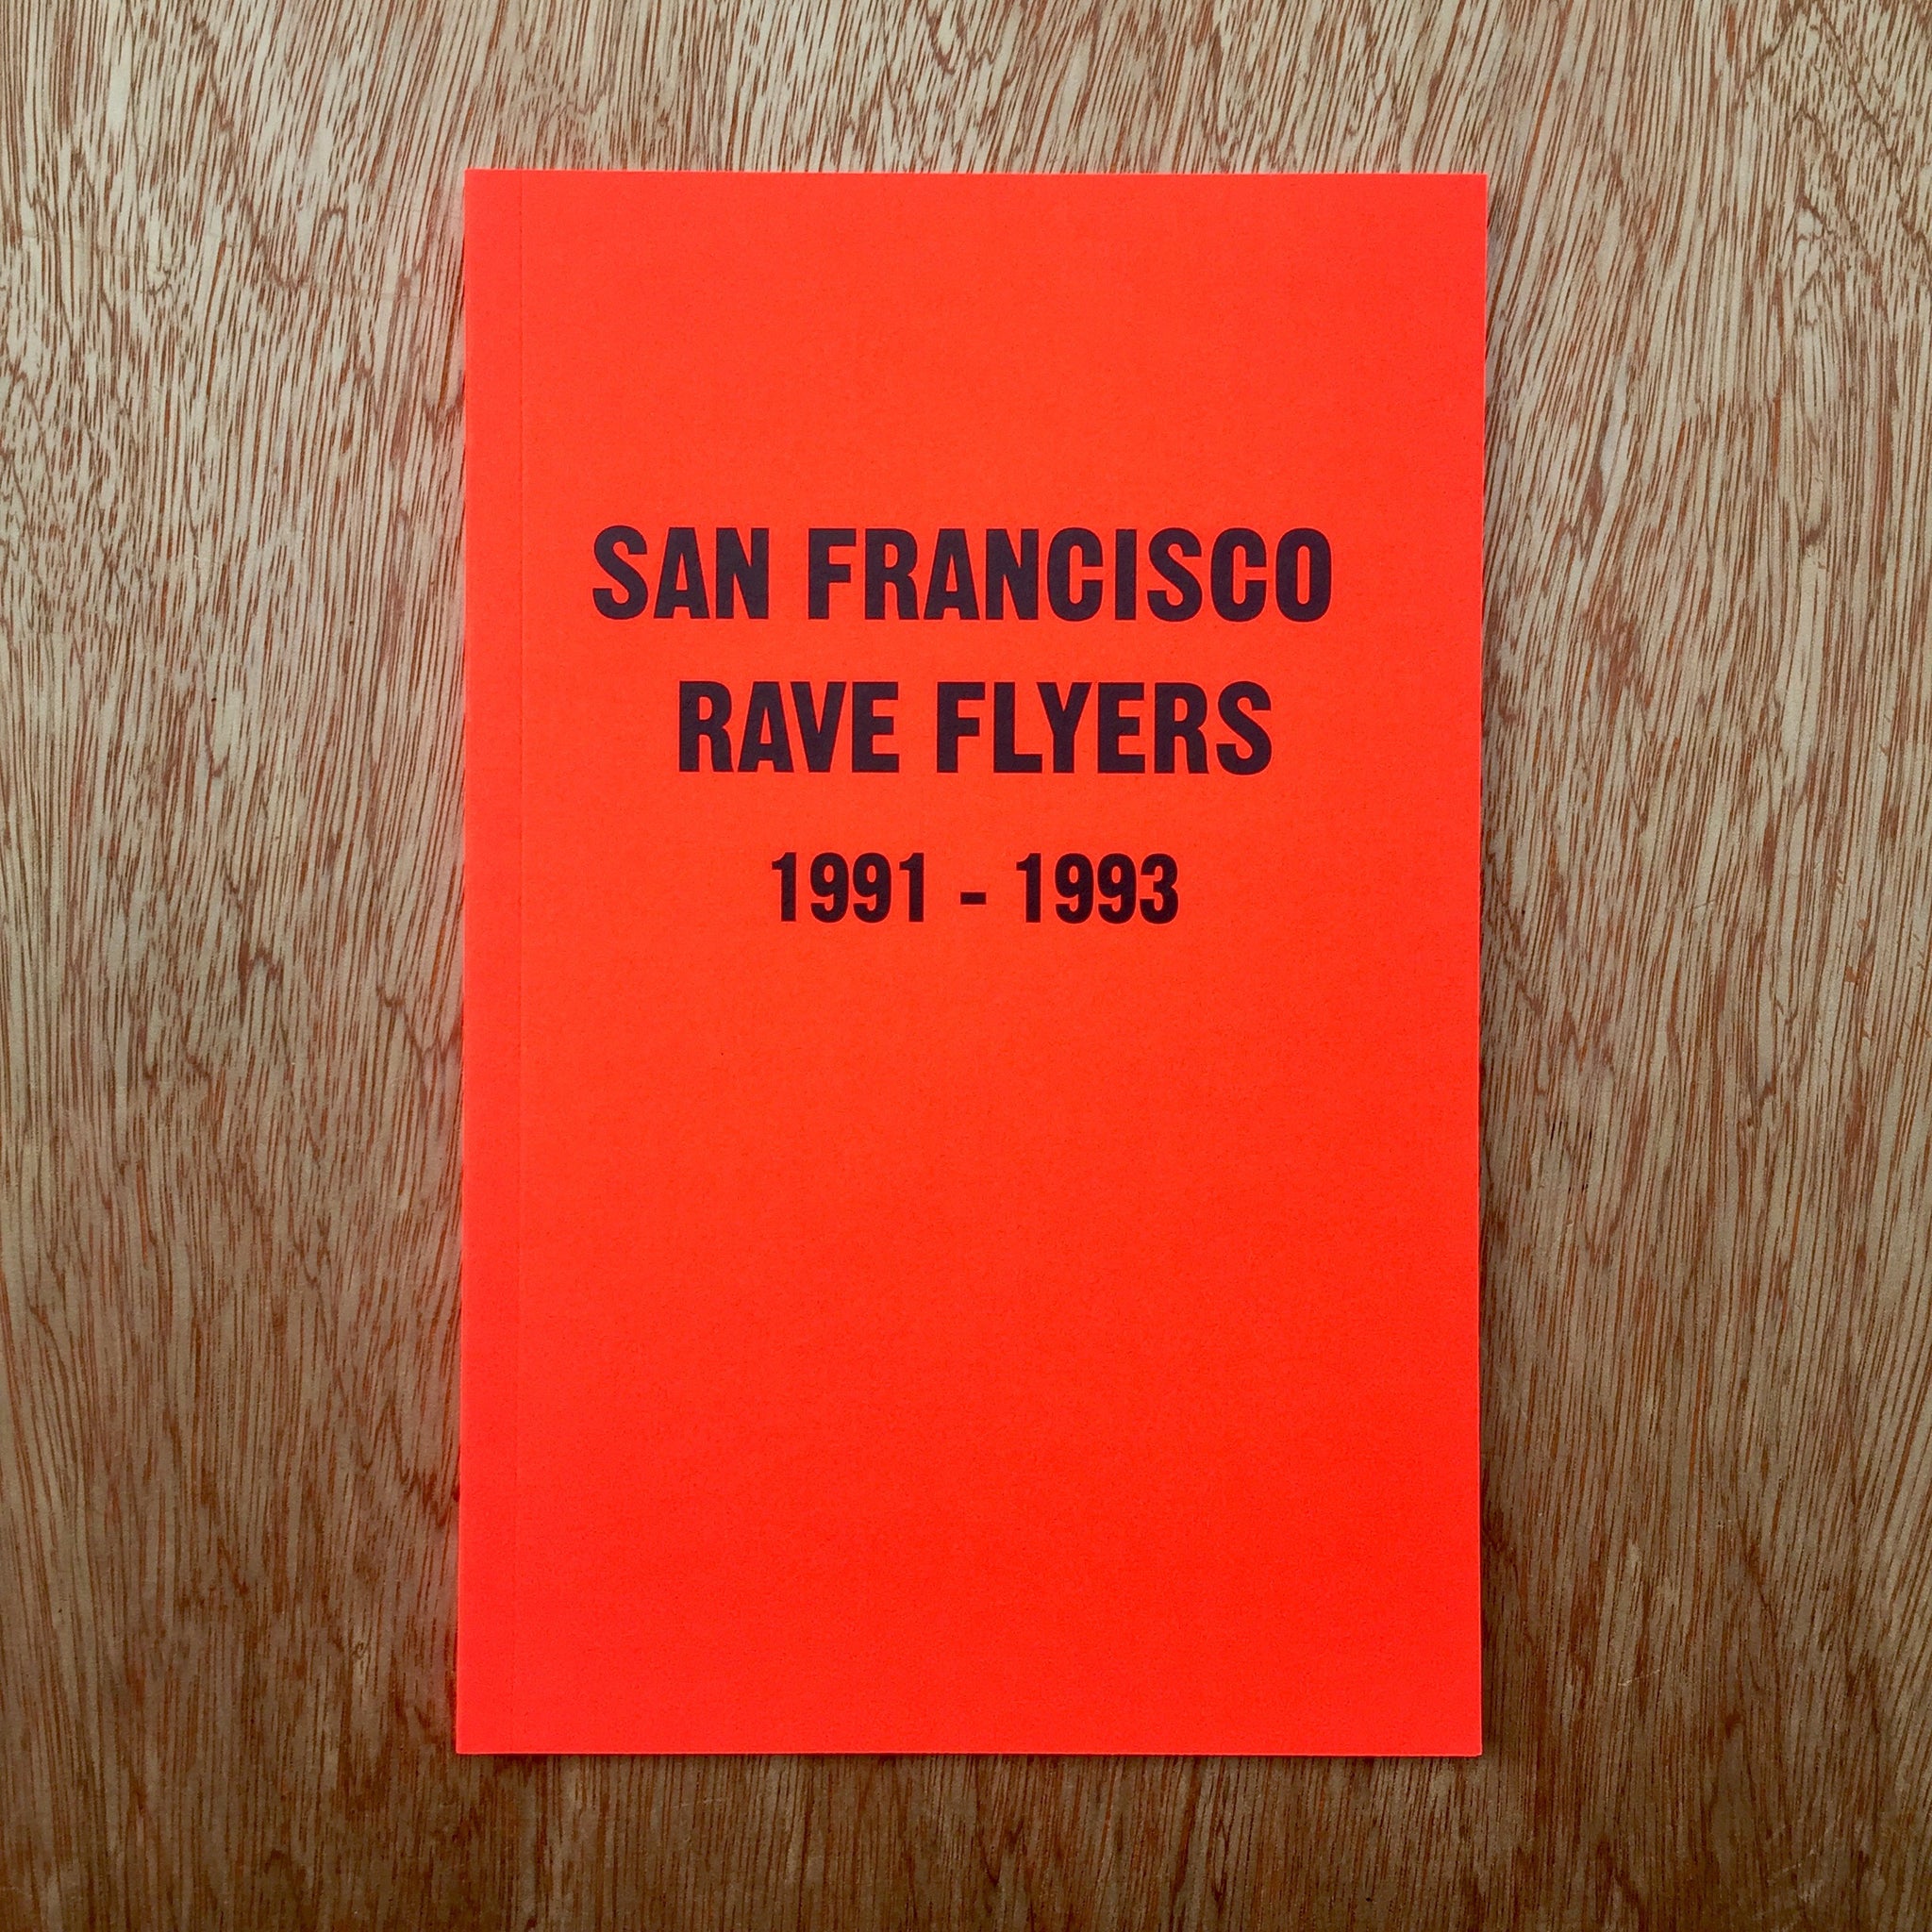 SAN FRANCISCO
RAVE FLYERS
1991 - 1993